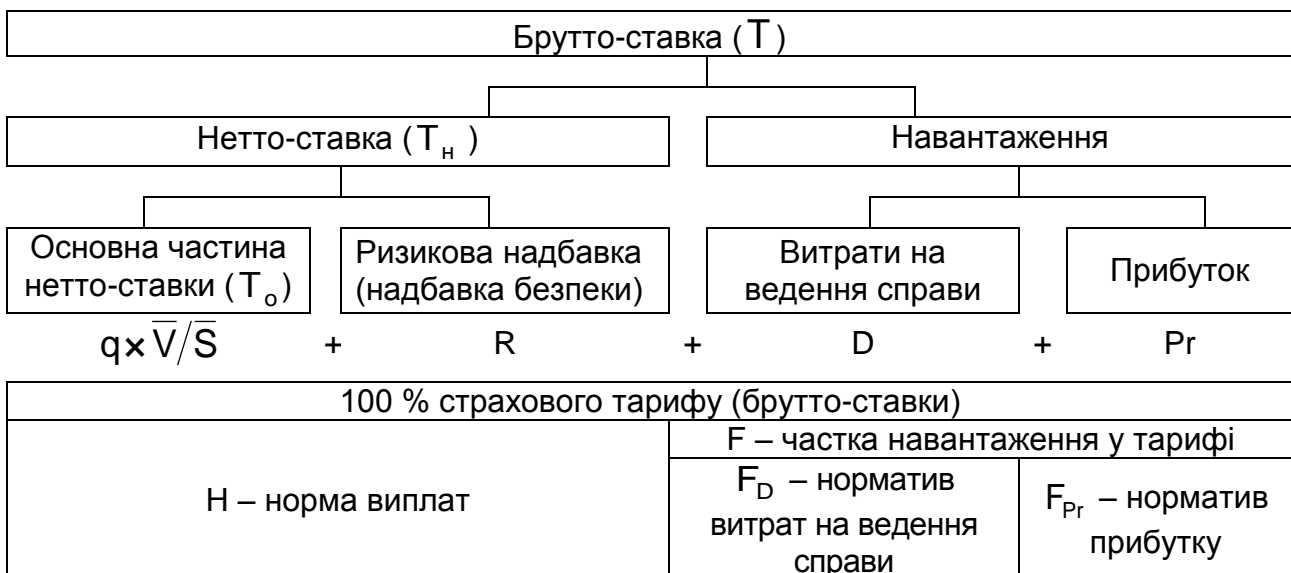 Брутто-ставка (T)
Нетто-ставка (Tн)
Навантаження
Основна частина
нетто-ставки (Tо)
Ризикова надбавка
(надбавка безпеки)
Витрати на
ведення справи
Прибуток
q×V̅/S̅ + R + D + Pr
100 % страхового тарифу (брутто-ставки)
H – норма виплат
F – частка навантаження у тарифі
F_D – норматив
витрат на ведення
справи
F_Pr – норматив
прибутку